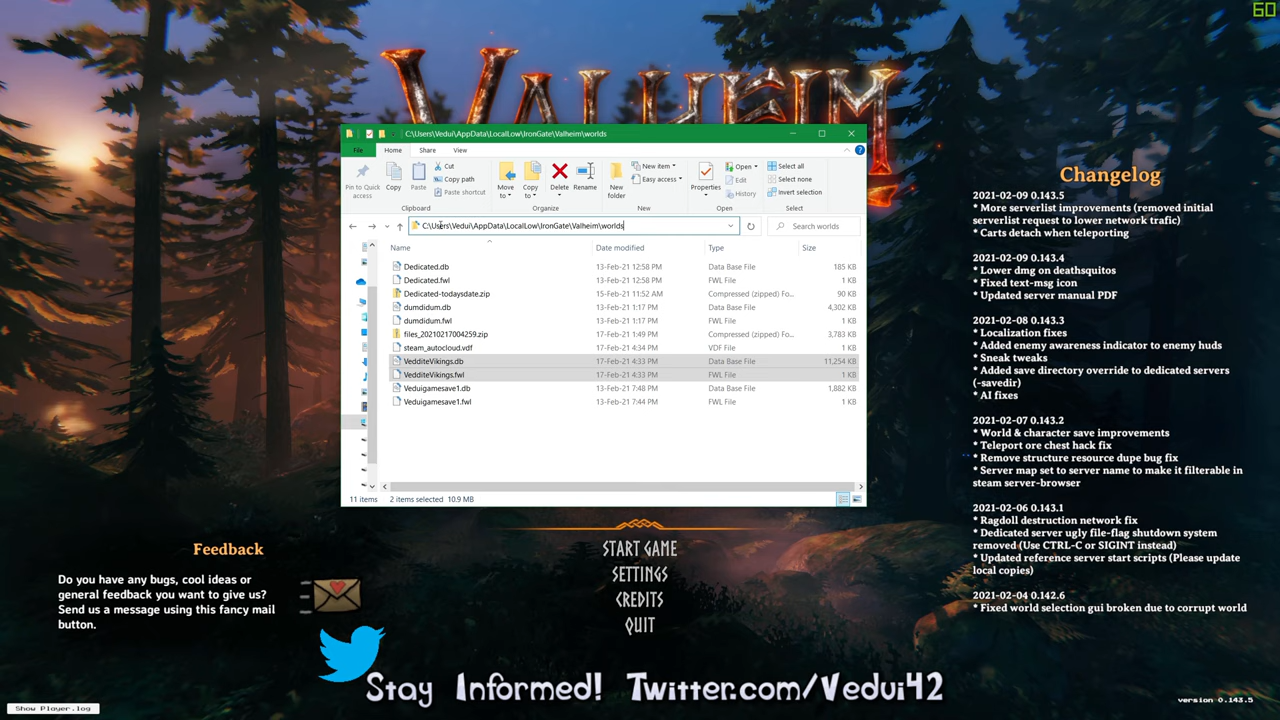 60
VALHEIM
C:\Users\Vedui\AppData\LocalLow\IronGate\Valheim\worlds
File Home Share View
Pin to Quick access
Copy
Paste
Cut
Copy path
Paste shortcut
Clipboard
Move to
Copy to
Delete
Rename
Organize
New folder
New item
Easy access
New
Properties
Open
Edit
History
Open
Select all
Select none
Invert selection
Select
C:\Users\Vedui\AppData\LocalLow\IronGate\Valheim\worlds
Search worlds
Name Date modified Type Size
Dedicated.db 13-Feb-21 12:58 PM Data Base File 185 KB
Dedicated.fwl 13-Feb-21 12:58 PM FWL File 1 KB
Dedicated-todaysdate.zip 15-Feb-21 11:52 AM Compressed (zipped) Fo... 90 KB
dumdidum.db 13-Feb-21 1:17 PM Data Base File 4,302 KB
dumdidum.fwl 13-Feb-21 1:17 PM FWL File 1 KB
files_20210217004259.zip 17-Feb-21 1:49 PM Compressed (zipped) Fo... 3,783 KB
steam_autocloud.vdf 17-Feb-21 4:34 PM VDF File 1 KB
VedditeVikings.db 17-Feb-21 4:33 PM Data Base File 11,254 KB
VedditeVikings.fwl 17-Feb-21 4:33 PM FWL File 1 KB
Veduigamesave1.db 13-Feb-21 7:48 PM Data Base File 1,882 KB
Veduigamesave1.fwl 13-Feb-21 7:44 PM FWL File 1 KB
11 items 2 items selected 10.9 MB
Changelog
2021-02-09 0.143.5
* More serverlist improvements (removed initial
serverlist request to lower network trafic)
* Carts detach when teleporting
2021-02-09 0.143.4
* Lower dmg on deathsquitos
* Fixed text-msg icon
* Updated server manual PDF
2021-02-08 0.143.3
* Localization fixes
* Added enemy awareness indicator to enemy huds
* Sneak tweaks
* Added save directory override to dedicated servers
(-savedir)
* AI fixes
2021-02-07 0.143.2
* World & character save improvements
* Teleport ore chest hack fix
* Remove structure resource dupe bug fix
* Server map set to server name to make it filterable in
steam server-browser
2021-02-06 0.143.1
* Ragdoll destruction network fix
* Dedicated server ugly file-flag shutdown system
removed (Use CTRL-C or SIGINT instead)
* Updated reference server start scripts (Please update
local copies)
2021-02-04 0.142.6
* Fixed world selection gui broken due to corrupt world
START GAME
SETTINGS
CREDITS
QUIT
Feedback
Do you have any bugs, cool ideas or
general feedback you want to give us?
Send us a message using this fancy mail
button.
Stay Informed! Twitter.com/Vedui42
Show Player.log
version 0.143.5